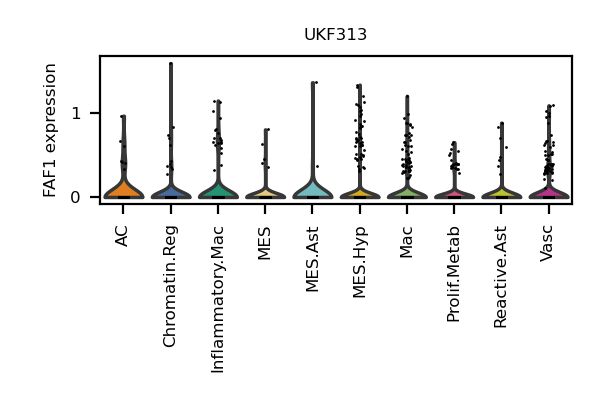 UKF313
FAF1 expression
1
0
AC
Chromatin.Reg
Inflammatory.Mac
MES
MES.Ast
MES.Hyp
Mac
Prolif.Metab
Reactive.Ast
Vasc